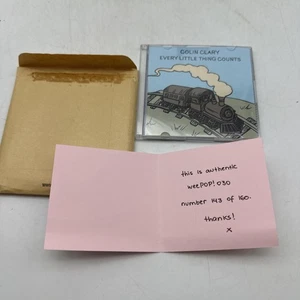 COLIN CLARY
EVERY LITTLE THING COUNTS
this is authentic
weePOP! 030
number 143 of 160.
thanks!
x